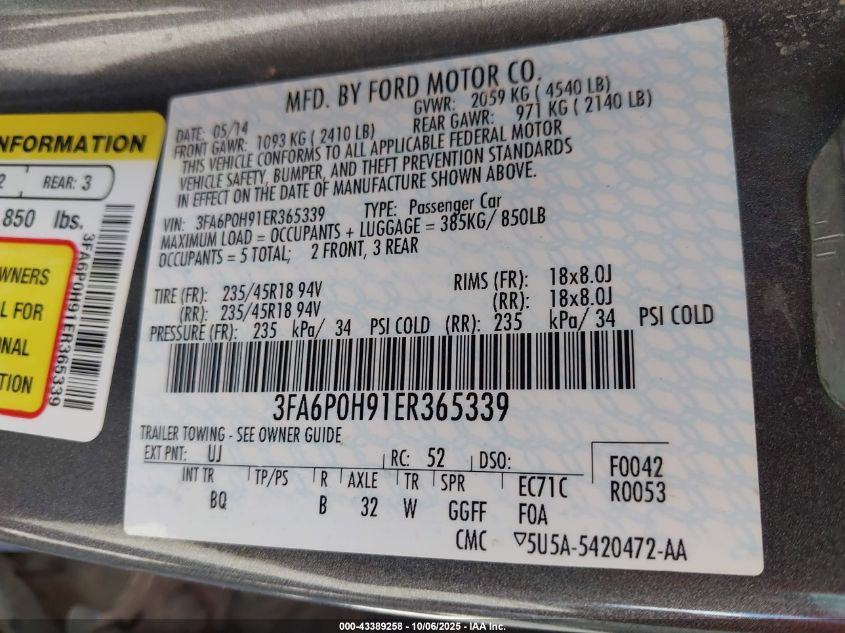 MFD. BY FORD MOTOR CO.
DATE: 05/14 GVWR: 2059 KG ( 4540 LB)
FRONT GAWR: 1093 KG ( 2410 LB) REAR GAWR: 971 KG ( 2140 LB)
THIS VEHICLE CONFORMS TO ALL APPLICABLE FEDERAL MOTOR
VEHICLE SAFETY, BUMPER, AND THEFT PREVENTION STANDARDS
IN EFFECT ON THE DATE OF MANUFACTURE SHOWN ABOVE.
VIN: 3FA6P0H91ER365339 TYPE: Passenger Car
MAXIMUM LOAD = OCCUPANTS + LUGGAGE = 385KG/ 850LB
OCCUPANTS = 5 TOTAL; 2 FRONT, 3 REAR
TIRE (FR): 235/45R18 94V RIMS (FR): 18x8.0J
(RR): 235/45R18 94V (RR): 18x8.0J
PRESSURE (FR): 235 kPa/ 34 PSI COLD (RR): 235 kPa/ 34 PSI COLD
3FA6P0H91ER365339
TRAILER TOWING - SEE OWNER GUIDE
EXT PNT: UJ RC: 52 DSO: F0042
INT TR TP/PS R AXLE TR SPR EC71C R0053
BQ B 32 W GGFF FOA
CMC ▽5U5A-5420472-AA
INFORMATION
2 REAR: 3
850 lbs.
OWNERS
FOR
3FA6P0H91ER365339
000-43389258 - 10/06/2025 - IAA Inc.